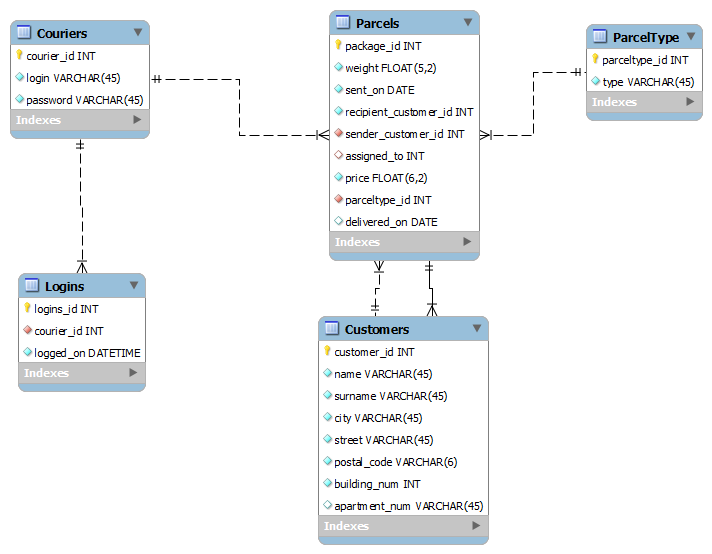 Couriers
courier_id INT
login VARCHAR(45)
password VARCHAR(45)
Indexes
Parcels
package_id INT
weight FLOAT(5,2)
sent_on DATE
recipient_customer_id INT
sender_customer_id INT
assigned_to INT
price FLOAT(6,2)
parceltype_id INT
delivered_on DATE
Indexes
ParcelType
parceltype_id INT
type VARCHAR(45)
Indexes
Logins
logins_id INT
courier_id INT
logged_on DATETIME
Indexes
Customers
customer_id INT
name VARCHAR(45)
surname VARCHAR(45)
city VARCHAR(45)
street VARCHAR(45)
postal_code VARCHAR(6)
building_num INT
apartment_num VARCHAR(45)
Indexes